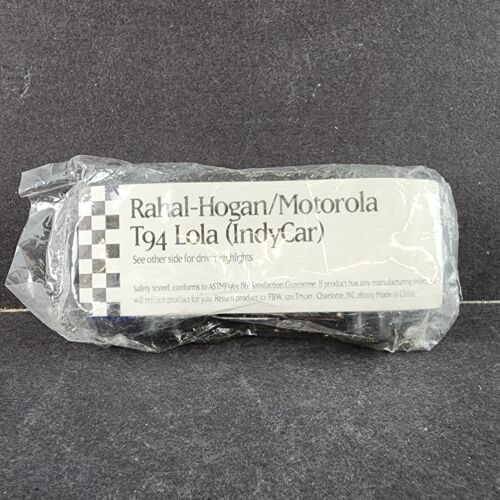 Rahal-Hogan/Motorola
T94 Lola (IndyCar)
See other side for driver highlights.
Safety tested, conforms to ASTMF963-86. Satisfaction Guarantee. If product has any manufacturing defect
will replace product for you. Return product to: FBW, Tryon, Charlotte, NC 28203. Made in China.